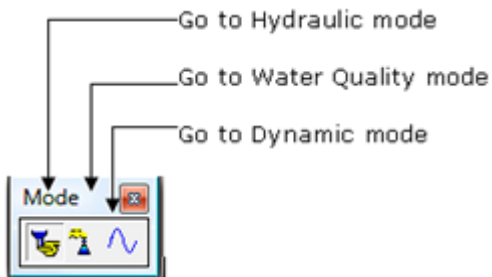 Go to Hydraulic mode
Go to Water Quality mode
Go to Dynamic mode
Mode